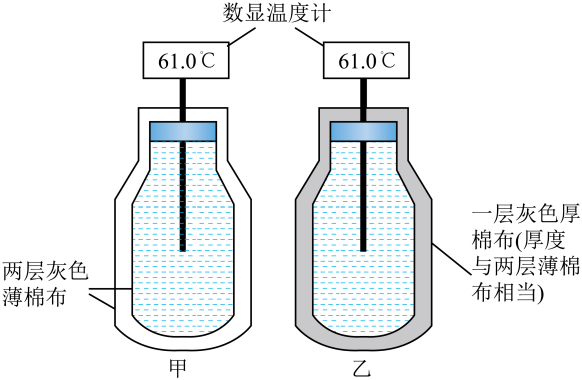 数显温度计
61.0℃
61.0℃
两层灰色
薄棉布
一层灰色厚
棉布(厚度
与两层薄棉
布相当)
甲
乙